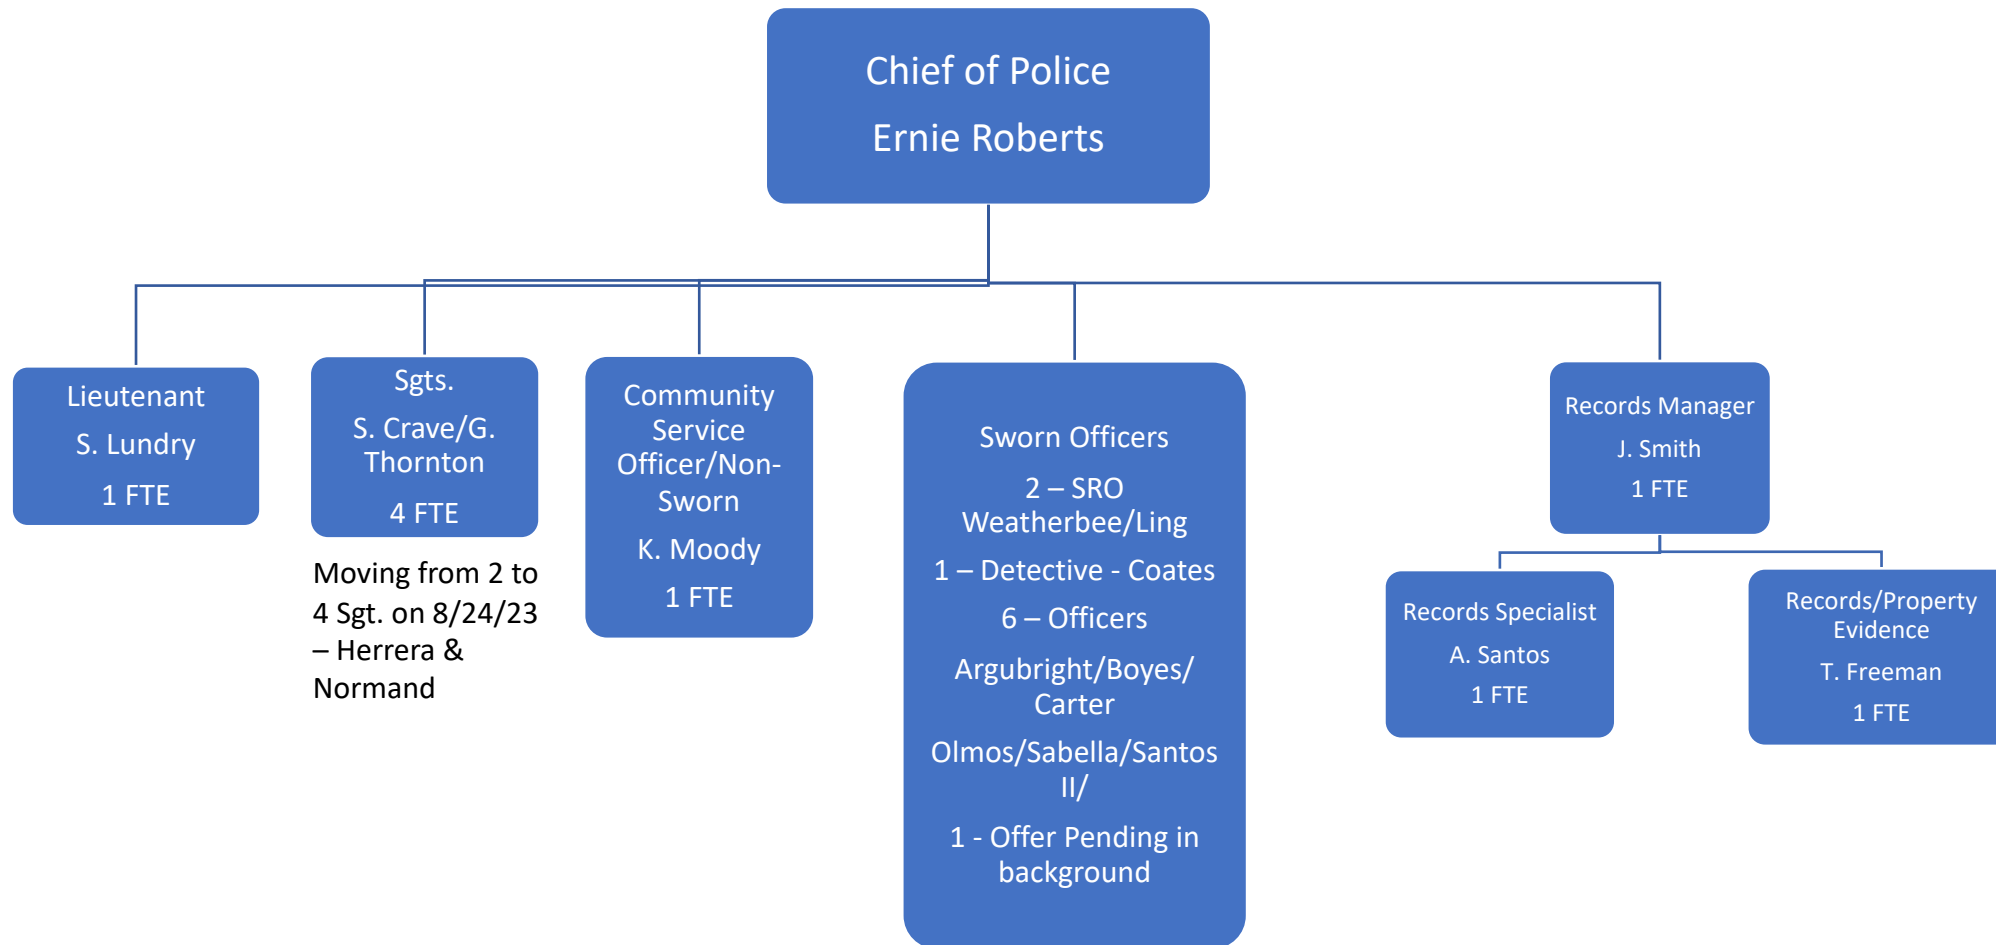 Chief of Police
Ernie Roberts
Lieutenant
S. Lundry
1 FTE
Sgts.
S. Crave/G.
Thornton
4 FTE
Moving from 2 to
4 Sgt. on 8/24/23
– Herrera &
Normand
Community
Service
Officer/Non-
Sworn
K. Moody
1 FTE
Sworn Officers
2 – SRO
Weatherbee/Ling
1 – Detective - Coates
6 – Officers
Argubright/Boyes/
Carter
Olmos/Sabella/Santos
II/
1 - Offer Pending in
background
Records Manager
J. Smith
1 FTE
Records Specialist
A. Santos
1 FTE
Records/Property
Evidence
T. Freeman
1 FTE